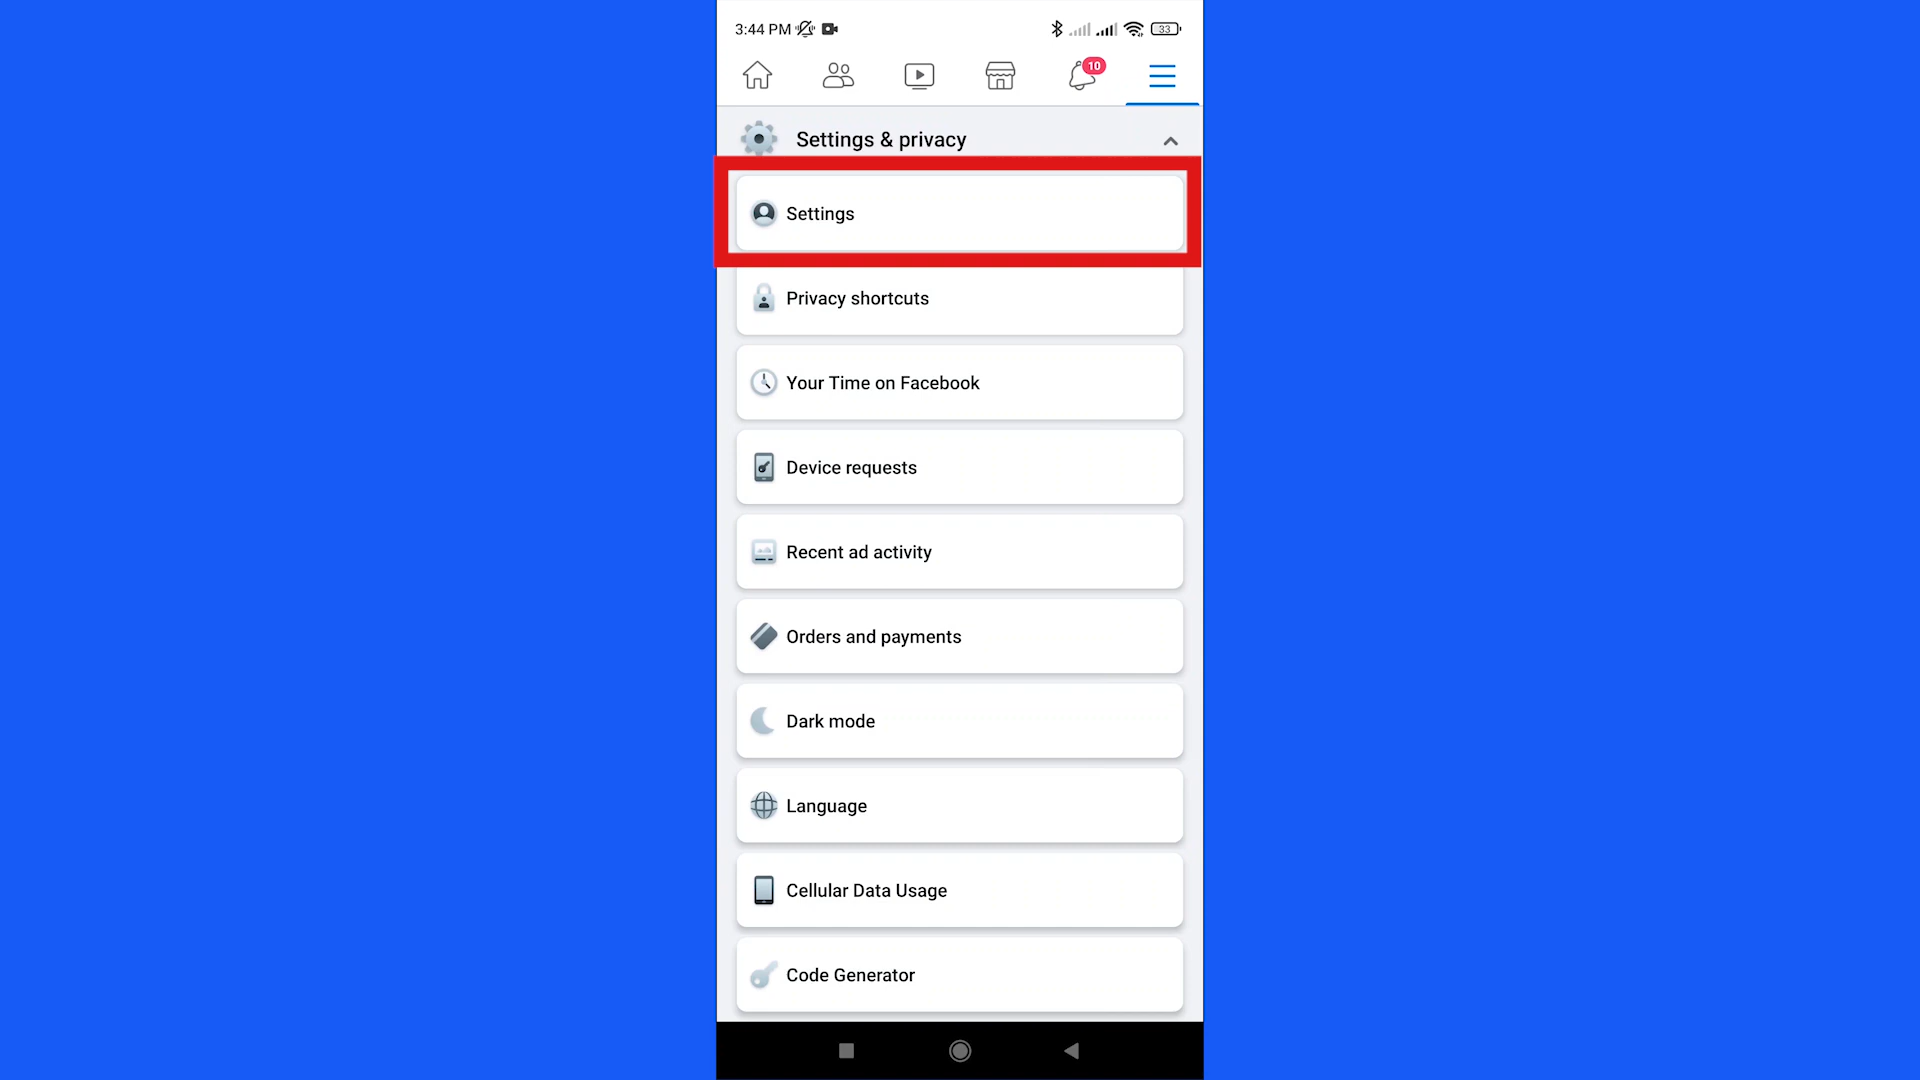 3:44 PM
33
10
Settings & privacy
Settings
Privacy shortcuts
Your Time on Facebook
Device requests
Recent ad activity
Orders and payments
Dark mode
Language
Cellular Data Usage
Code Generator